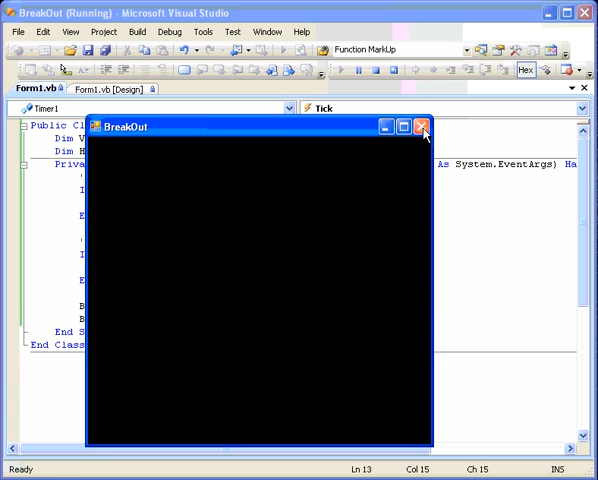 BreakOut (Running) - Microsoft Visual Studio
File Edit View Project Build Debug Tools Test Window Help
Function MarkUp
Hex
Form1.vb Form1.vb [Design]
Timer1 Tick
BreakOut
Public Cl
Dim V
Dim H
Priva As System.EventArgs) Ha
'
I
E
'
I
E
B
B
End S
End Class
Ready Ln 13 Col 15 Ch 15 INS